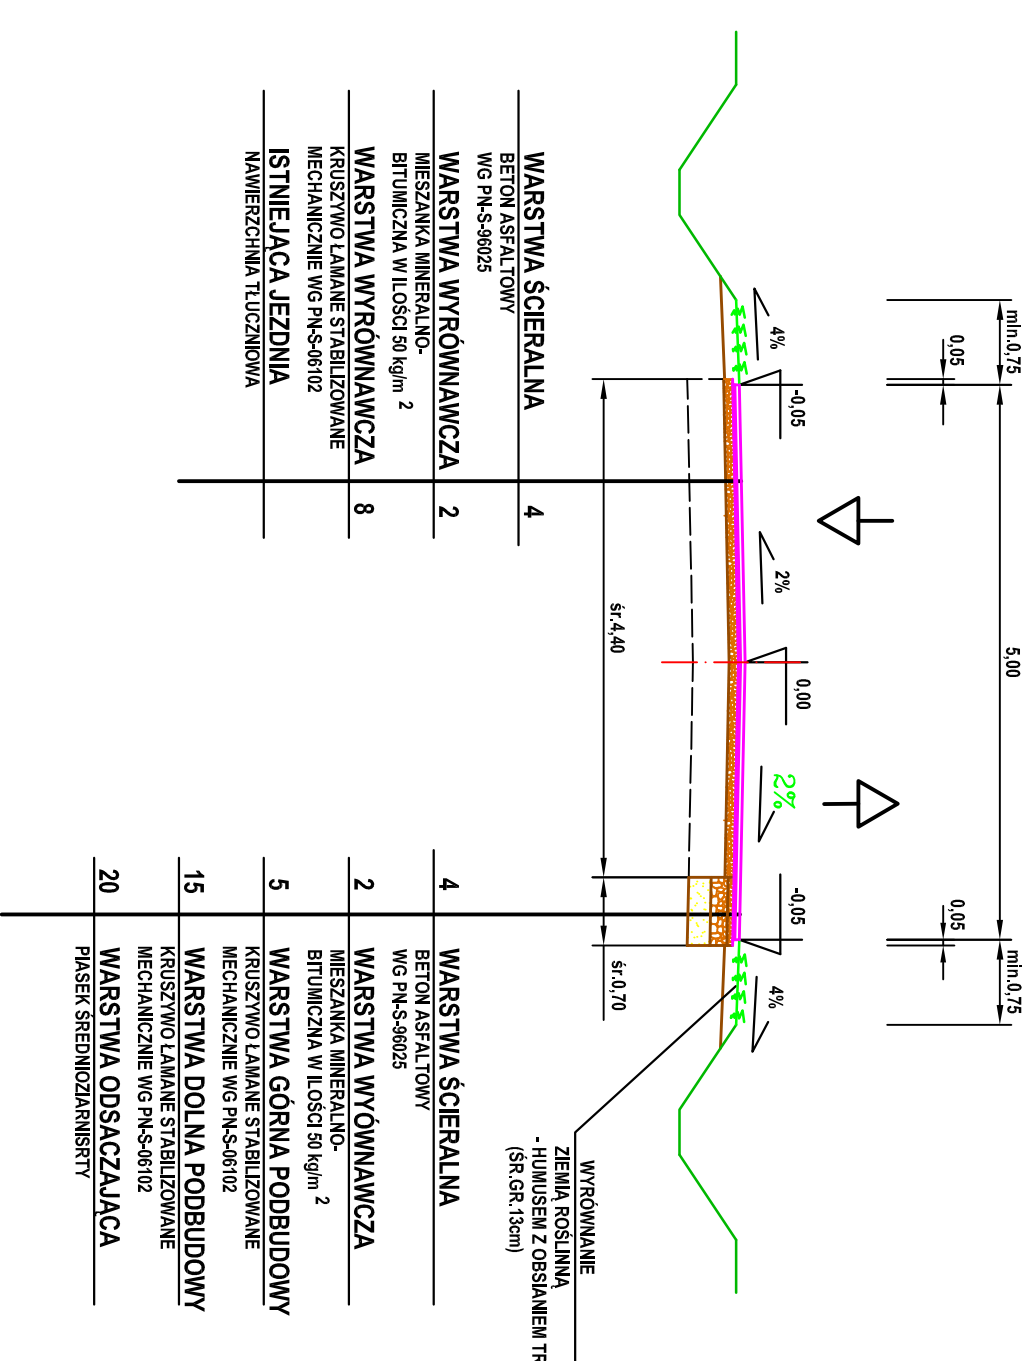 min.0,75
0,05
5,00
0,05
min.0,75
4%
-0,05
2%
0,00
2%
-0,05
4%
śr.4,40
śr.0,70
WARSTWA ŚCIERALNA 4
BETON ASFALTOWY
WG PN-S-96025
WARSTWA WYRÓWNAWCZA 2
MIESZANKA MINERALNO-
BITUMICZNA W ILOŚCI 50 kg/m 2
WARSTWA WYRÓWNAWCZA 8
KRUSZYWO ŁAMANE STABILIZOWANE
MECHANICZNIE WG PN-S-06102
ISTNIEJĄCA JEZDNIA
NAWIERZCHNIA TŁUCZNIOWA
4 WARSTWA ŚCIERALNA
BETON ASFALTOWY
WG PN-S-96025
2 WARSTWA WYÓWNAWCZA
MIESZANKA MINERALNO-
BITUMICZNA W ILOŚCI 50 kg/m 2
5 WARSTWA GÓRNA PODBUDOWY
KRUSZYWO ŁAMANE STABILIZOWANE
MECHANICZNIE WG PN-S-06102
15 WARSTWA DOLNA PODBUDOWY
KRUSZYWO ŁAMANE STABILIZOWANE
MECHANICZNIE WG PN-S-06102
20 WARSTWA ODSACZAJĄCA
PIASEK ŚREDNIOZIARNISRTY
WYRÓWNANIE
ZIEMIĄ ROŚLINNĄ
- HUMUSEM Z OBSIANIEM TR
(ŚR.GR.13cm)